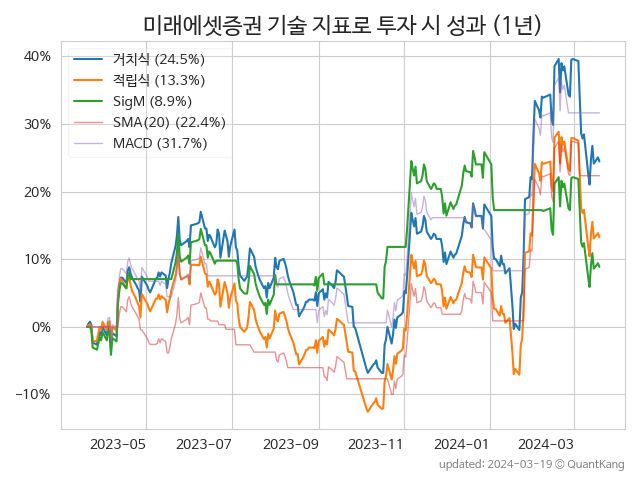 미래에셋증권 기술 지표로 투자 시 성과 (1년)
거치식 (24.5%)
적립식 (13.3%)
SigM (8.9%)
SMA(20) (22.4%)
MACD (31.7%)
40%
30%
20%
10%
0%
−10%
2023-05 2023-07 2023-09 2023-11 2024-01 2024-03
updated: 2024-03-19 © QuantKang